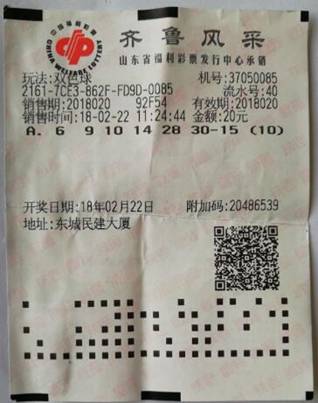 中国福利彩票
CHINA WELFARE LOTTERY
齐鲁风采
山东省福利彩票发行中心承销
玩法:双色球 机号:37050085
2161-7CE3-862F-FD9D-0085 流水号:40
销售期:2018020 92F54 有效期:2018020
销售时间:18-02-22 11:24:44 金额:20元
A. 6 9 10 14 28 30-15 (10)
开奖日期:18年02月22日 附加码:20486539
地址:东城民建大厦